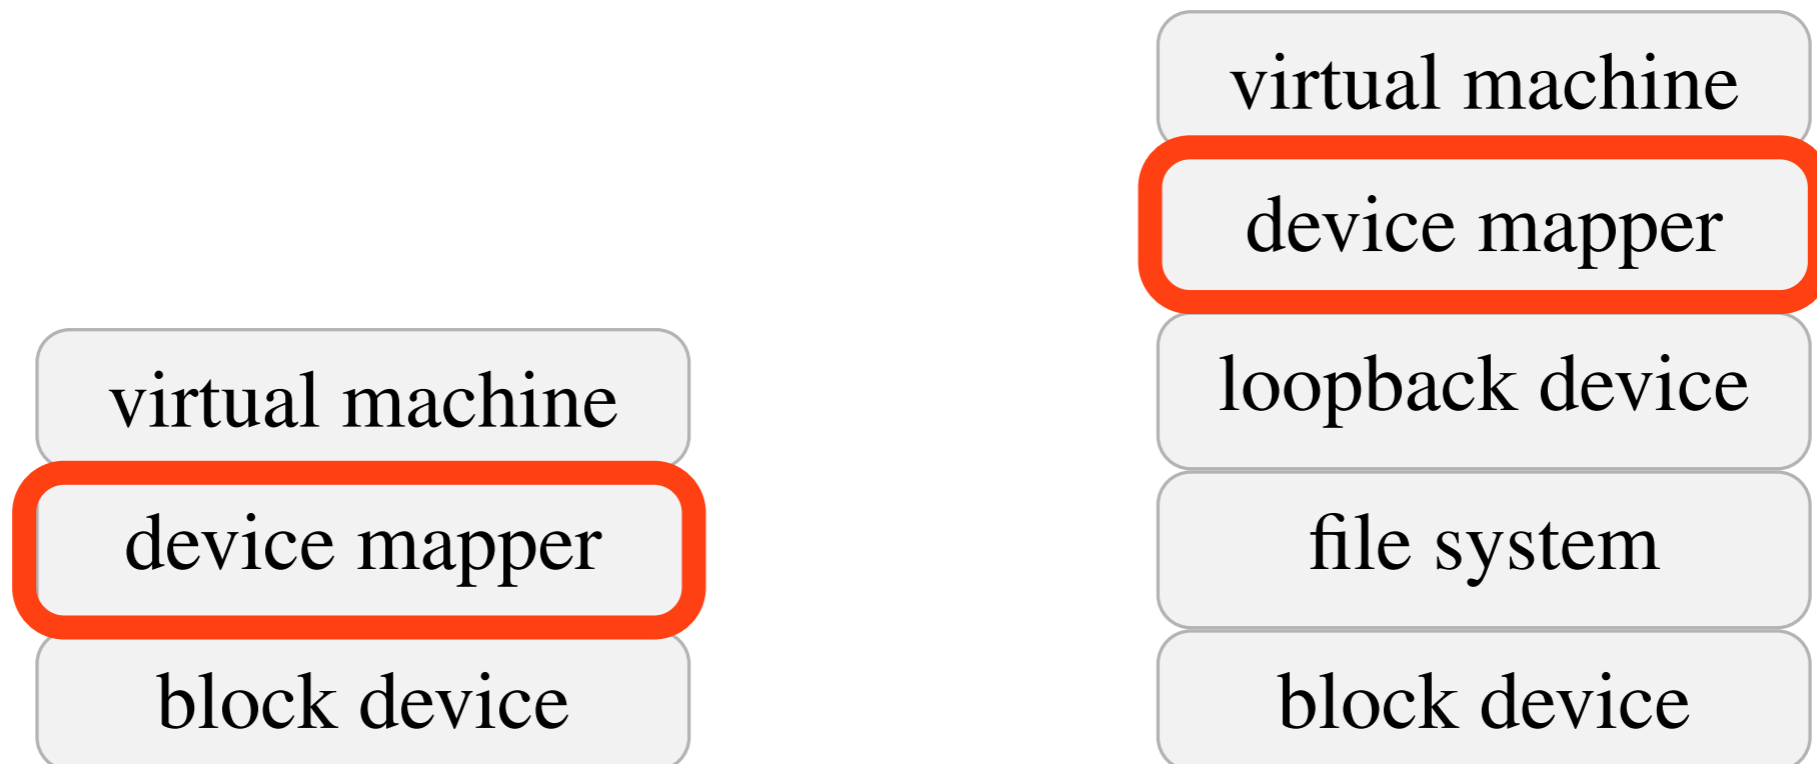 virtual machine
device mapper
block device
virtual machine
device mapper
loopback device
file system
block device